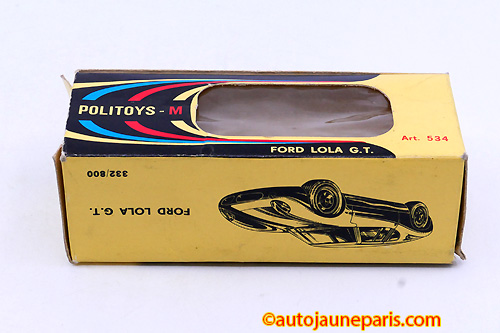 POLITOYS - M
Art. 534
FORD LOLA G.T.
332/800
FORD LOLA G.T.
©autojauneparis.com